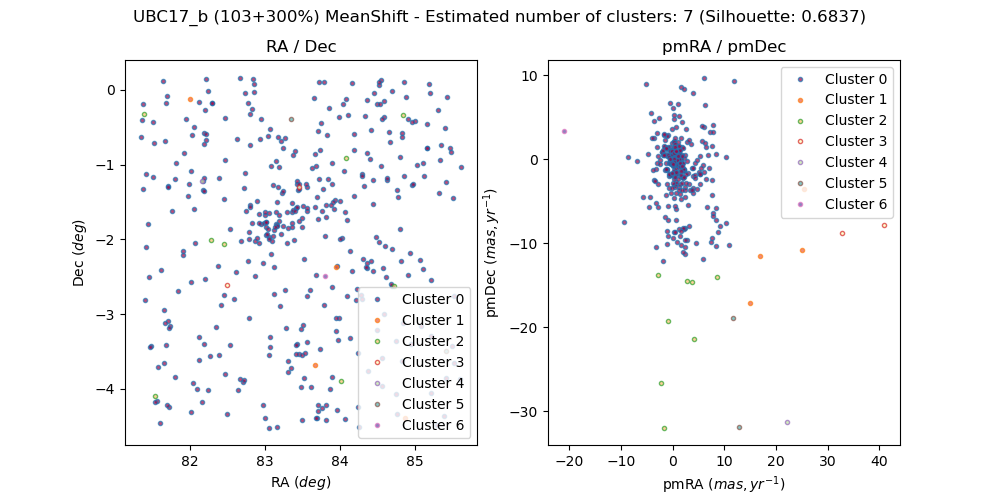 UBC17_b (103+300%) MeanShift - Estimated number of clusters: 7 (Silhouette: 0.6837)
RA / Dec
0
−1
−2
−3
−4
Dec (deg)
82
83
84
85
RA (deg)
Cluster 0
Cluster 1
Cluster 2
Cluster 3
Cluster 4
Cluster 5
Cluster 6
pmRA / pmDec
10
0
−10
−20
−30
pmDec (mas, yr⁻¹)
−20
−10
0
10
20
30
40
pmRA (mas, yr⁻¹)
Cluster 0
Cluster 1
Cluster 2
Cluster 3
Cluster 4
Cluster 5
Cluster 6